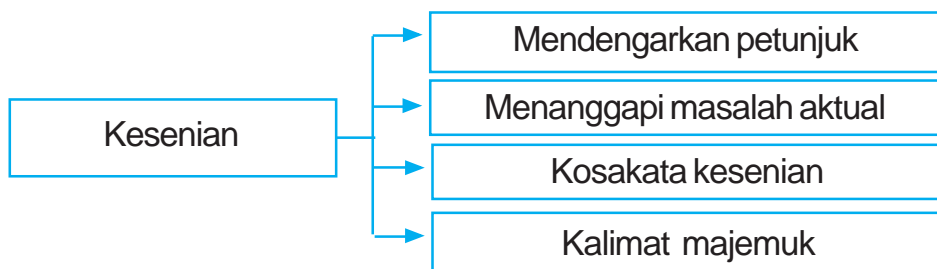 Kesenian
Mendengarkan petunjuk
Menanggapi masalah aktual
Kosakata kesenian
Kalimat majemuk